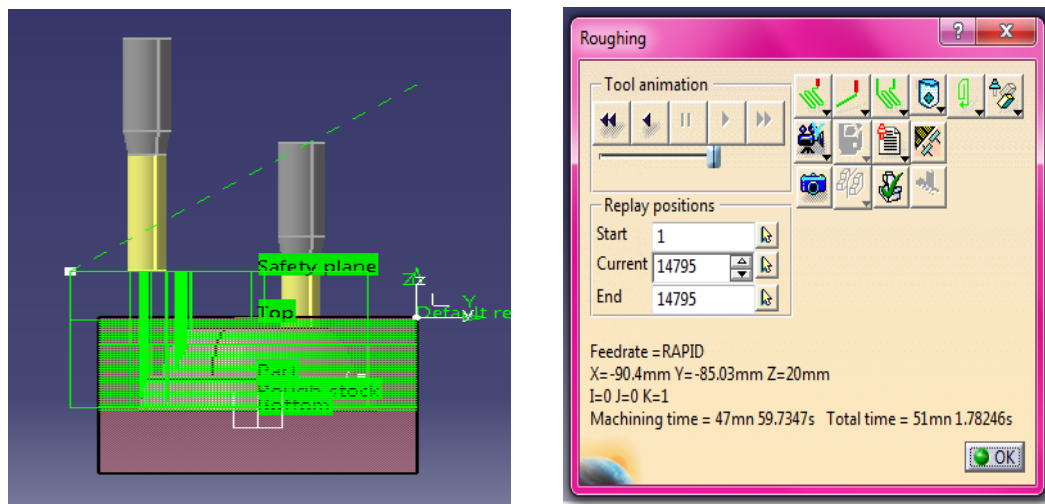 Safety plane
Z
Z
Y
Y
Top
Default re
Part
Rough stock
Bottom
Roughing
Tool animation
Replay positions
Start 1
Current 14795
End 14795
Feedrate =RAPID
X=-90.4mm Y=-85.03mm Z=20mm
I=0 J=0 K=1
Machining time = 47mn 59.7347s Total time = 51mn 1.78246s
OK